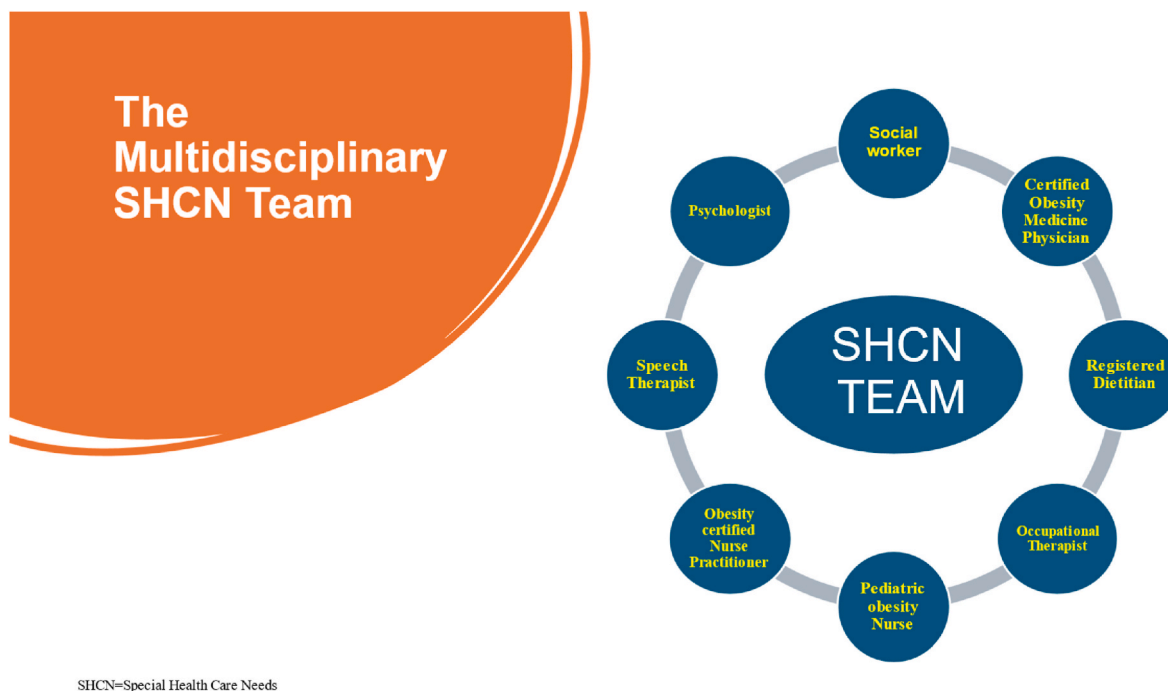 The
Multidisciplinary
SHCN Team
Social
worker
Certified
Obesity
Medicine
Physician
Registered
Dietitian
Occupational
Therapist
Pediatric
obesity
Nurse
Obesity
certified
Nurse
Practitioner
Speech
Therapist
Psychologist
SHCN
TEAM
SHCN=Special Health Care Needs